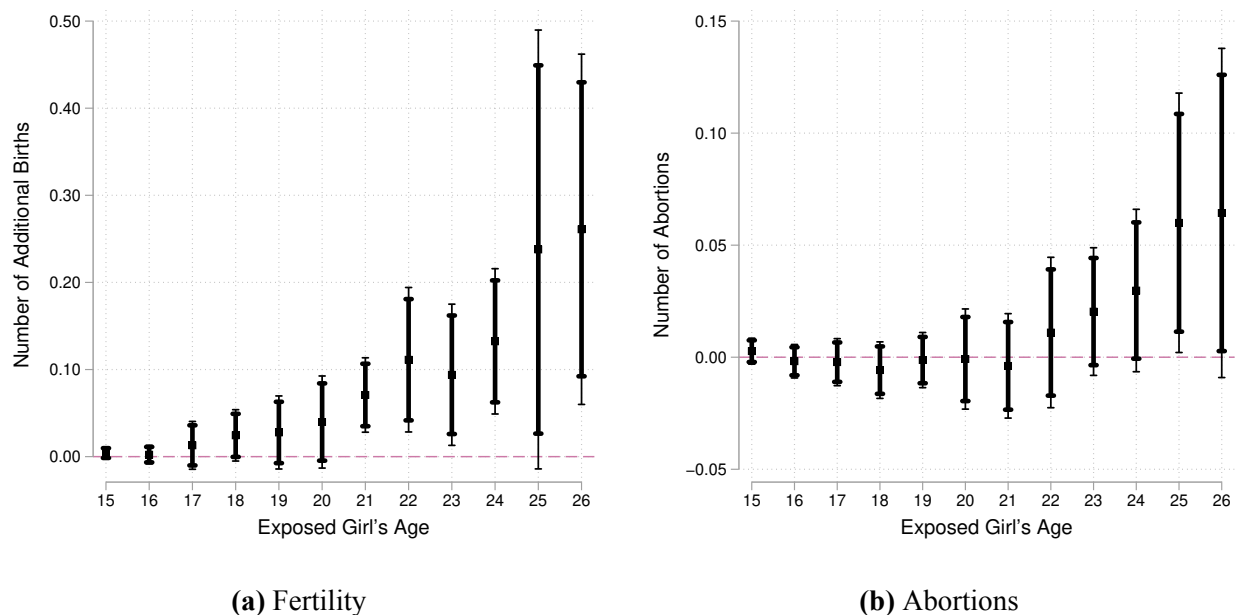 Number of Additional Births
0.50
0.40
0.30
0.20
0.10
0.00
15 16 17 18 19 20 21 22 23 24 25 26
Exposed Girl's Age
(a) Fertility
Number of Abortions
0.15
0.10
0.05
0.00
−0.05
15 16 17 18 19 20 21 22 23 24 25 26
Exposed Girl's Age
(b) Abortions